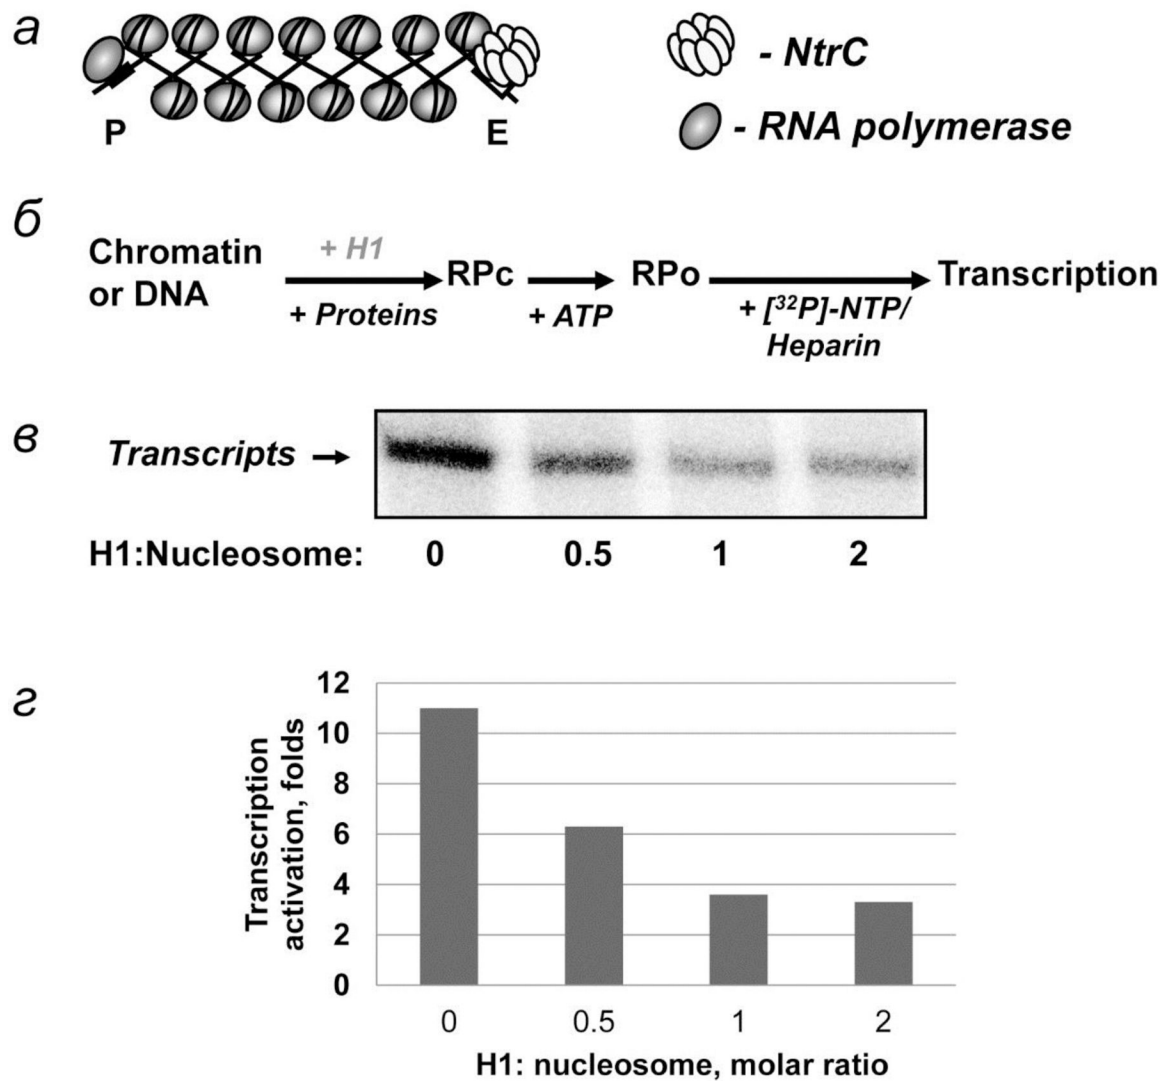 а
P
E
- NtrC
- RNA polymerase
б
Chromatin
or DNA
+ H1
+ Proteins
RPc
+ ATP
RPo
+ [³²P]-NTP/
Heparin
Transcription
в
Transcripts
H1:Nucleosome: 0 0.5 1 2
г
Transcription
activation, folds
12
10
8
6
4
2
0
0 0.5 1 2
H1: nucleosome, molar ratio